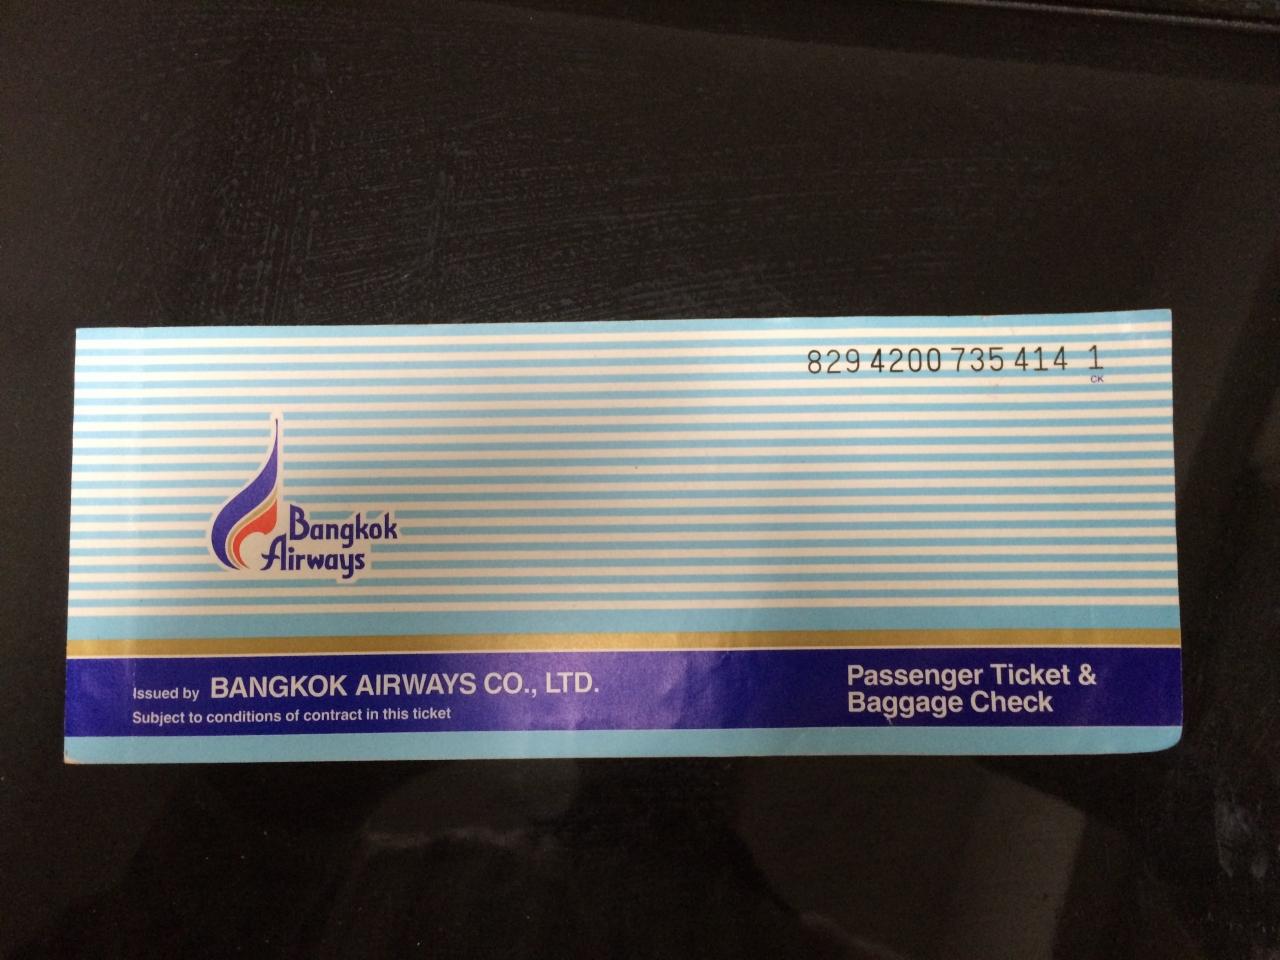 829 4200 735 414 1
CK
Bangkok
Airways
Issued by BANGKOK AIRWAYS CO., LTD.
Subject to conditions of contract in this ticket
Passenger Ticket &
Baggage Check